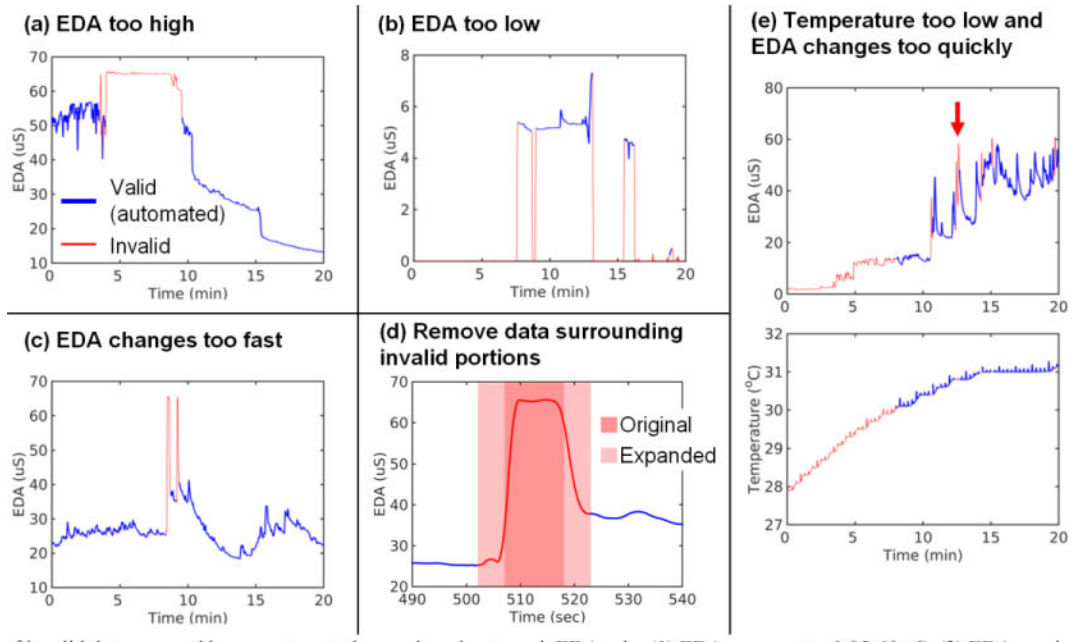 (a) EDA too high
70
60
50
40
30
20
10
EDA (uS)
Valid
(automated)
Invalid
0 5 10 15 20
Time (min)
(b) EDA too low
8
6
4
2
0
EDA (uS)
0 5 10 15 20
Time (min)
(c) EDA changes too fast
70
60
50
40
30
20
10
EDA (uS)
0 5 10 15 20
Time (min)
(d) Remove data surrounding
invalid portions
70
60
50
40
30
20
EDA (uS)
Original
Expanded
490 500 510 520 530 540
Time (sec)
(e) Temperature too low and
EDA changes too quickly
80
60
40
20
0
EDA (uS)
0 5 10 15 20
Time (min)
32
31
30
29
28
27
Temperature (°C)
0 5 10 15 20
Time (min)